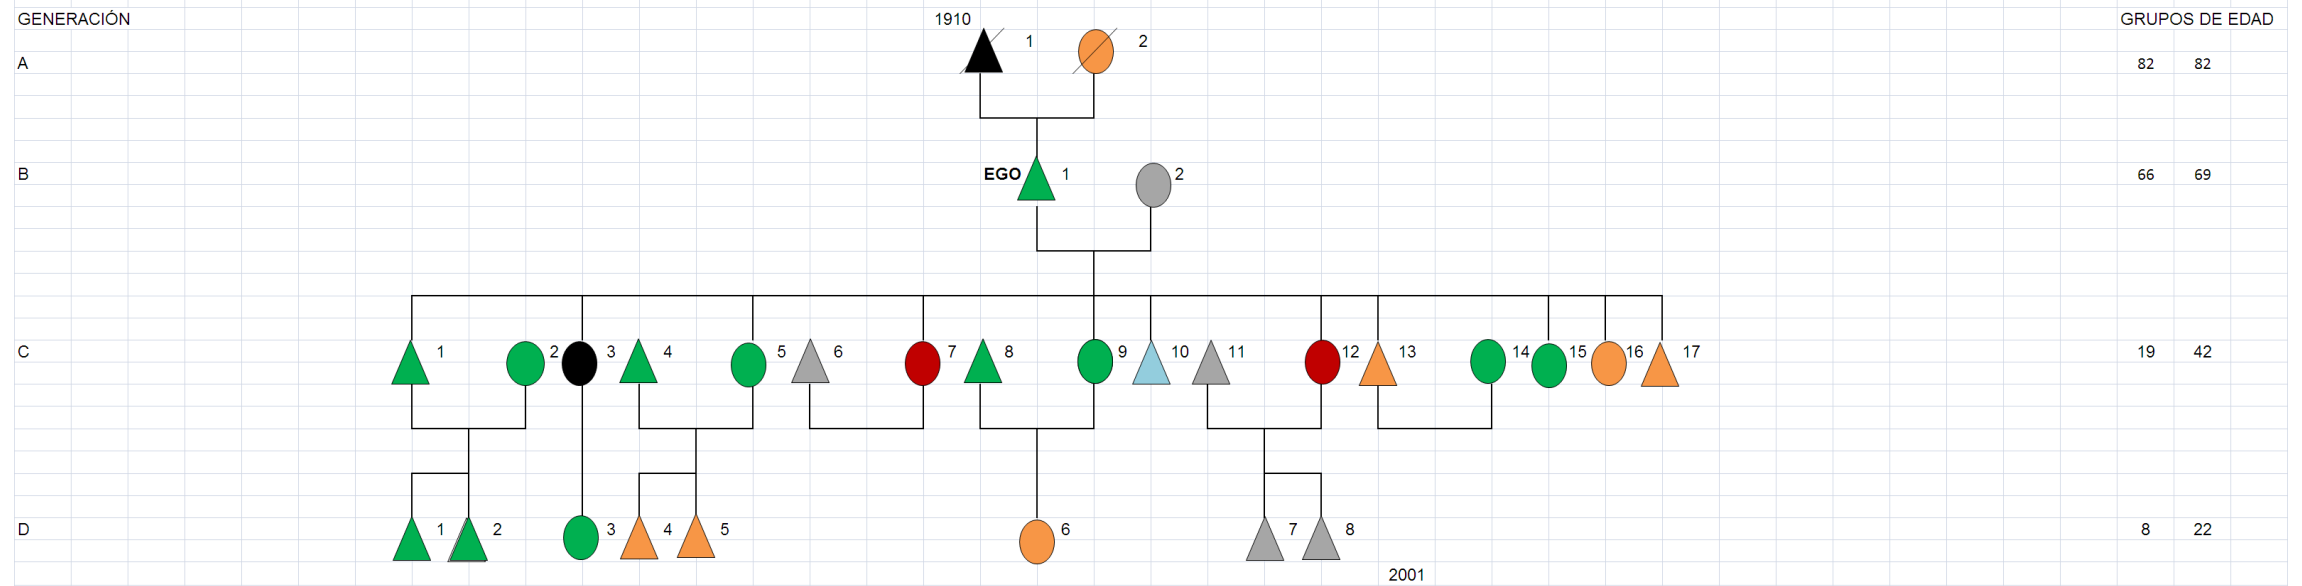 GENERACIÓN 1910 GRUPOS DE EDAD
1 2
A 82 82
B EGO 1 2 66 69
C 1 2 3 4 5 6 7 8 9 10 11 12 13 14 15 16 17 19 42
D 1 2 3 4 5 6 7 8 8 22
2001